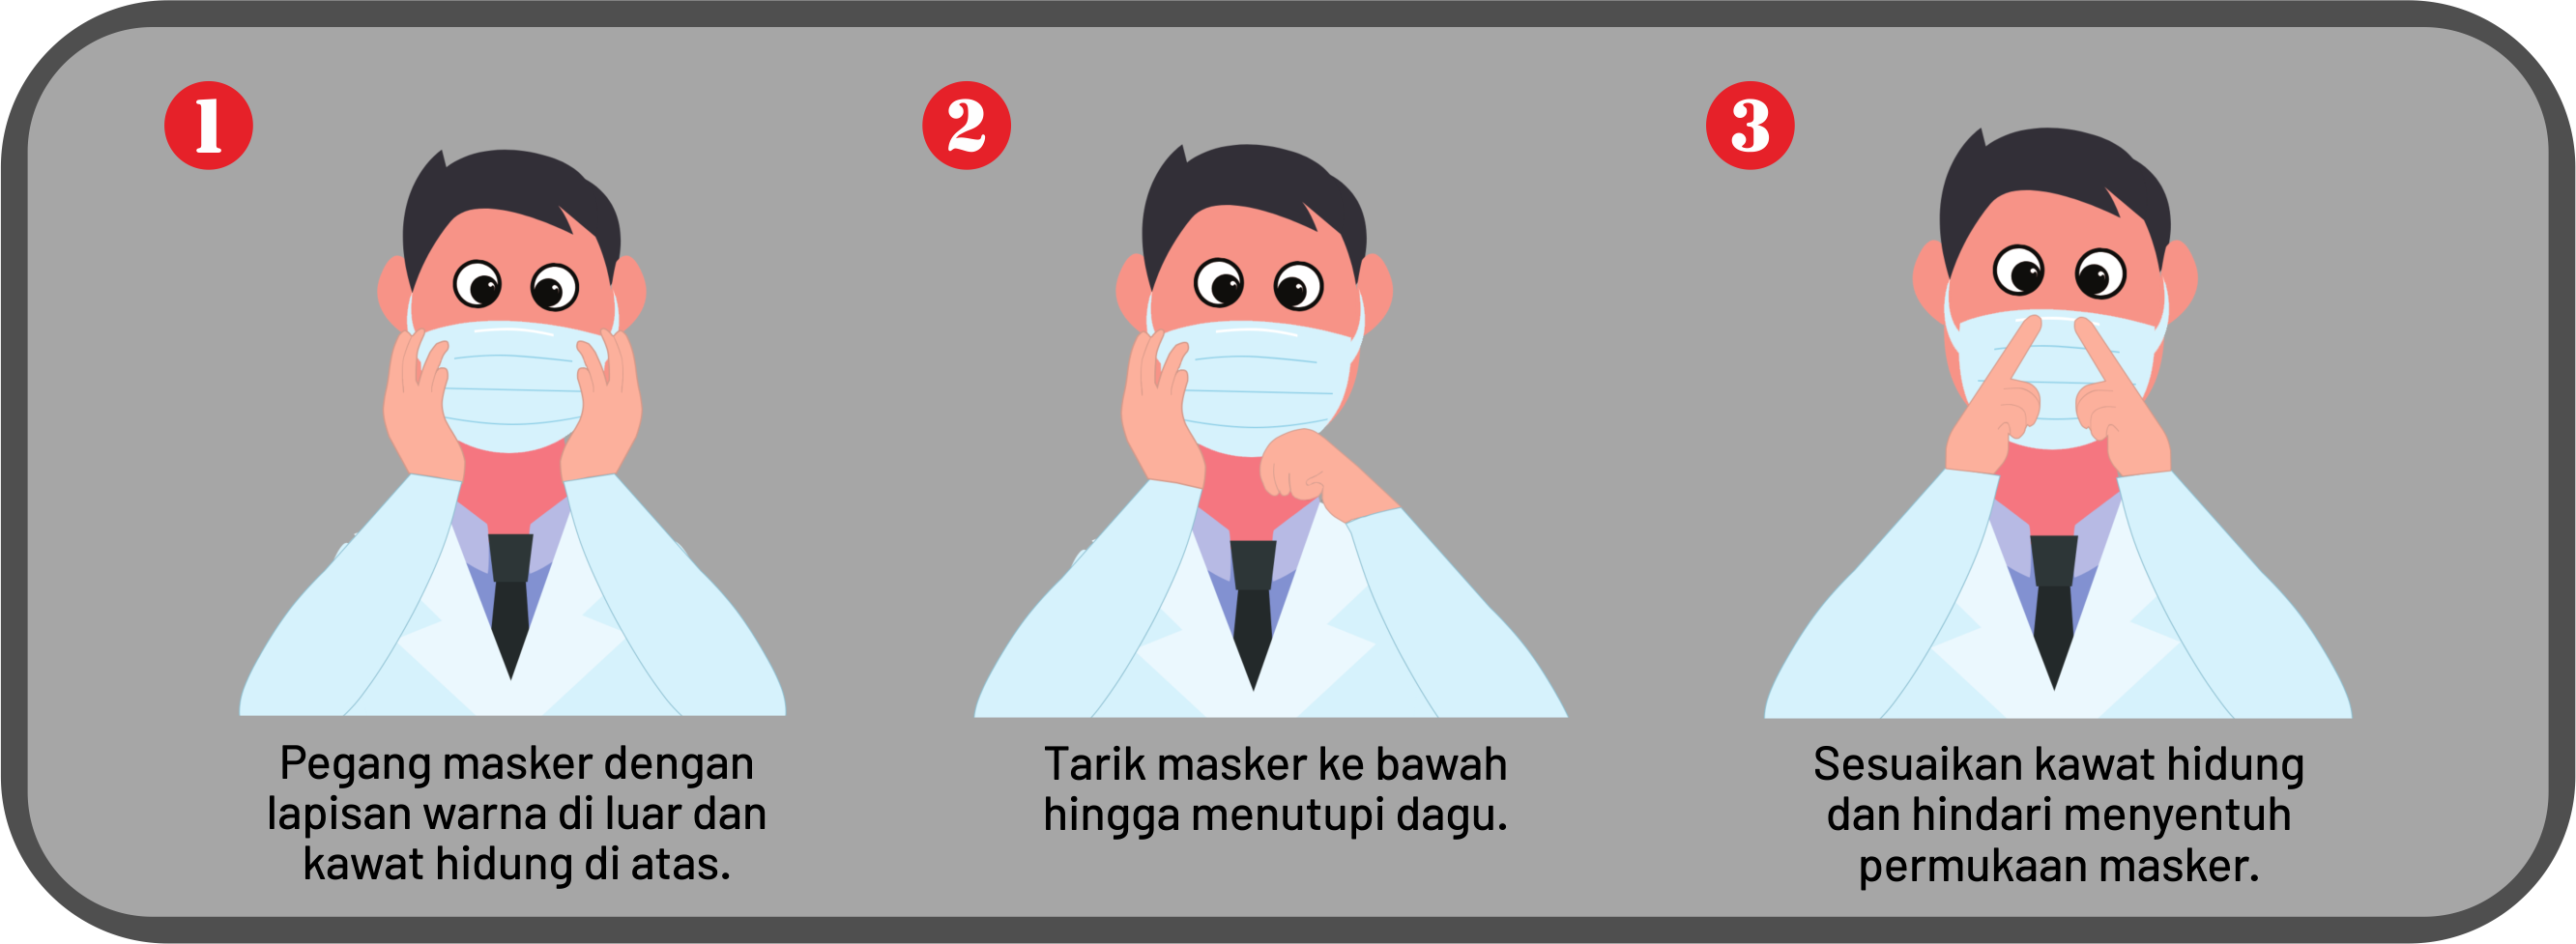 1
Pegang masker dengan
lapisan warna di luar dan
kawat hidung di atas.
2
Tarik masker ke bawah
hingga menutupi dagu.
3
Sesuaikan kawat hidung
dan hindari menyentuh
permukaan masker.